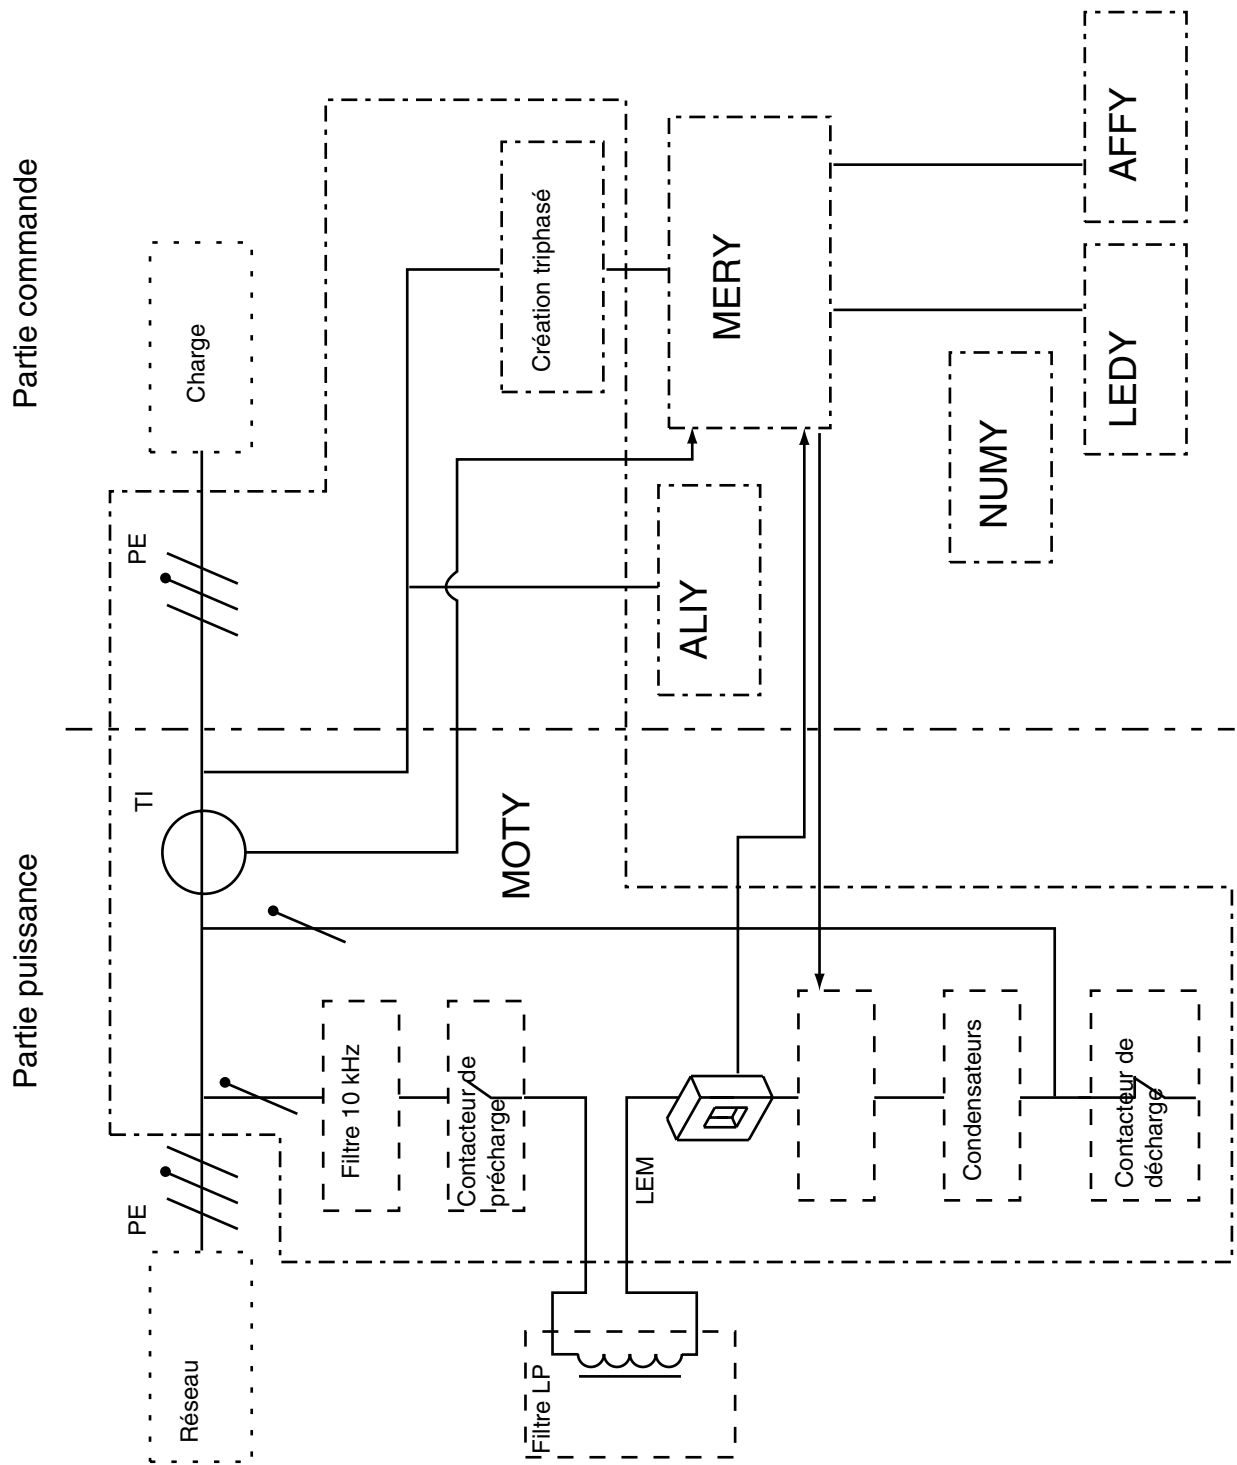 Partie puissance
Partie commande
Réseau
PE
TI
PE
Charge
Filtre 10 kHz
Contacteur de
précharge
Filtre LP
LEM
MOTY
Création triphasé
ALIY
MERY
Condensateurs
NUMY
Contacteur de
décharge
LEDY
AFFY